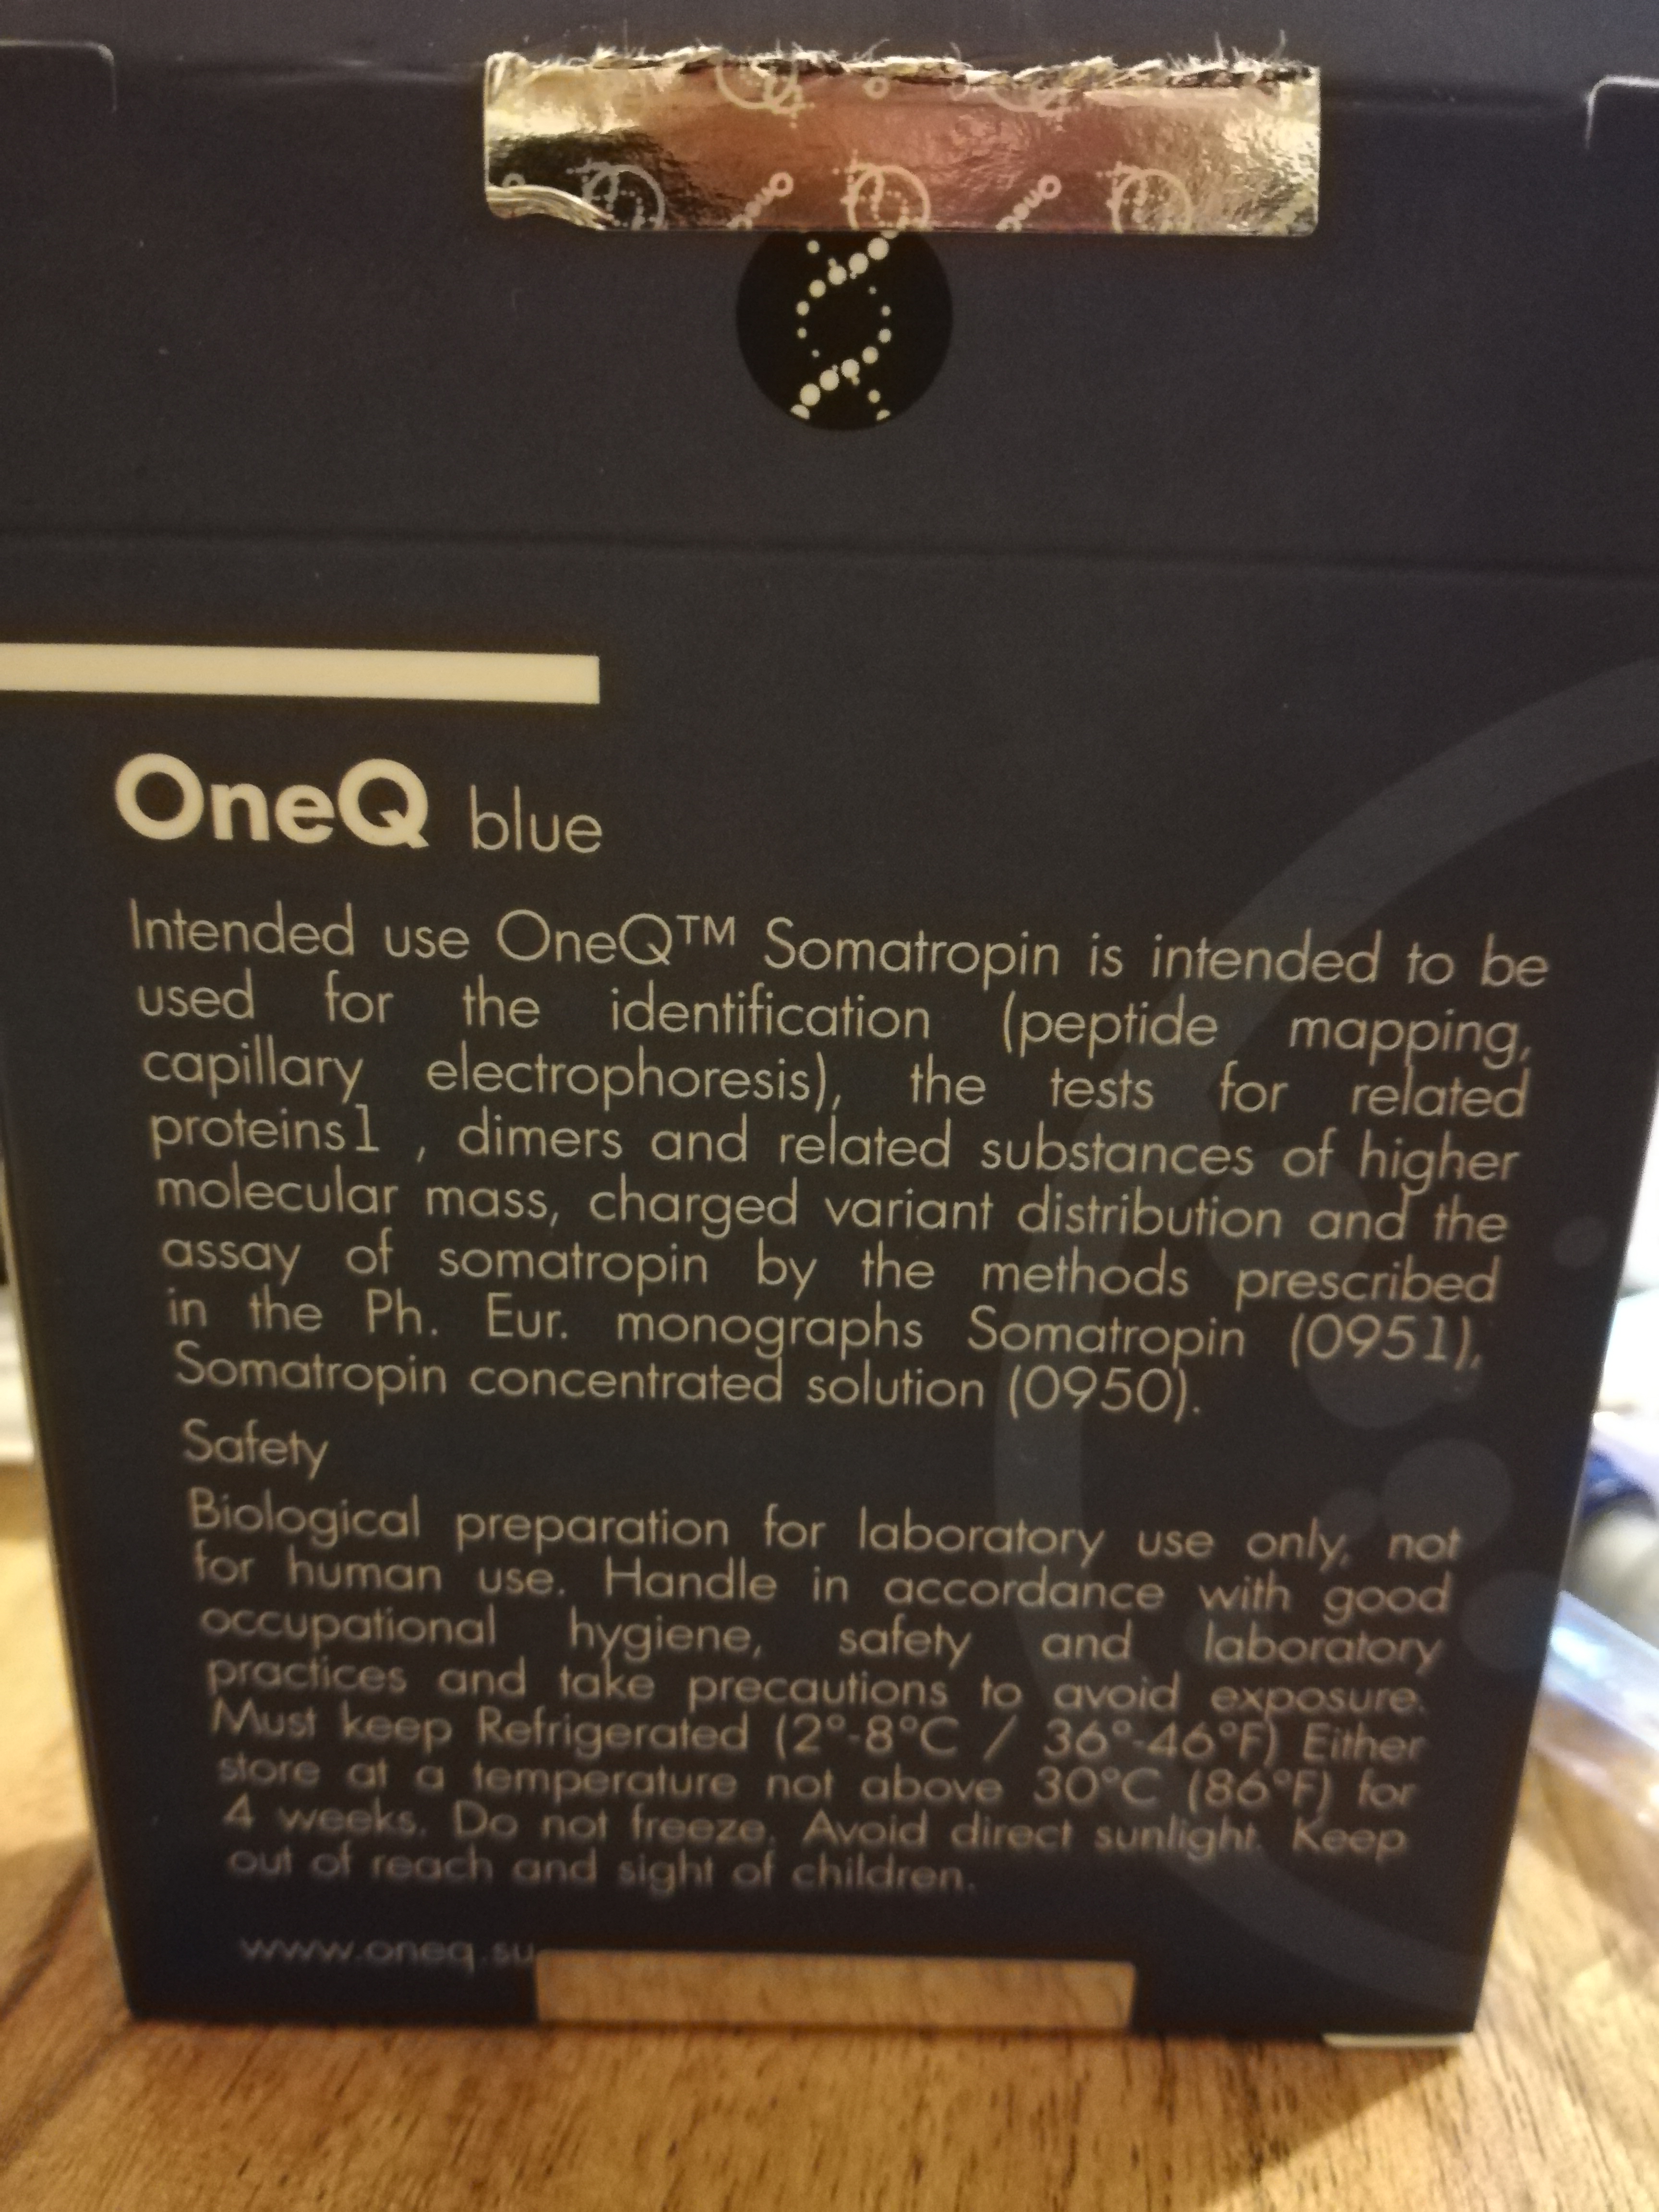 OneQ blue
Intended use OneQ™ Somatropin is intended to be
used for the identification (peptide mapping,
capillary electrophoresis), the tests for related
proteins1 , dimers and related substances of higher
molecular mass, charged variant distribution and the
assay of somatropin by the methods prescribed
in the Ph. Eur. monographs Somatropin (0951),
Somatropin concentrated solution (0950).
Safety
Biological preparation for laboratory use only, not
for human use. Handle in accordance with good
occupational hygiene, safety and laboratory
practices and take precautions to avoid exposure.
Must keep Refrigerated (2°-8°C / 36°-46°F) Either
store at a temperature not above 30°C (86°F) for
4 weeks. Do not freeze. Avoid direct sunlight. Keep
out of reach and sight of children.
www.oneq.su